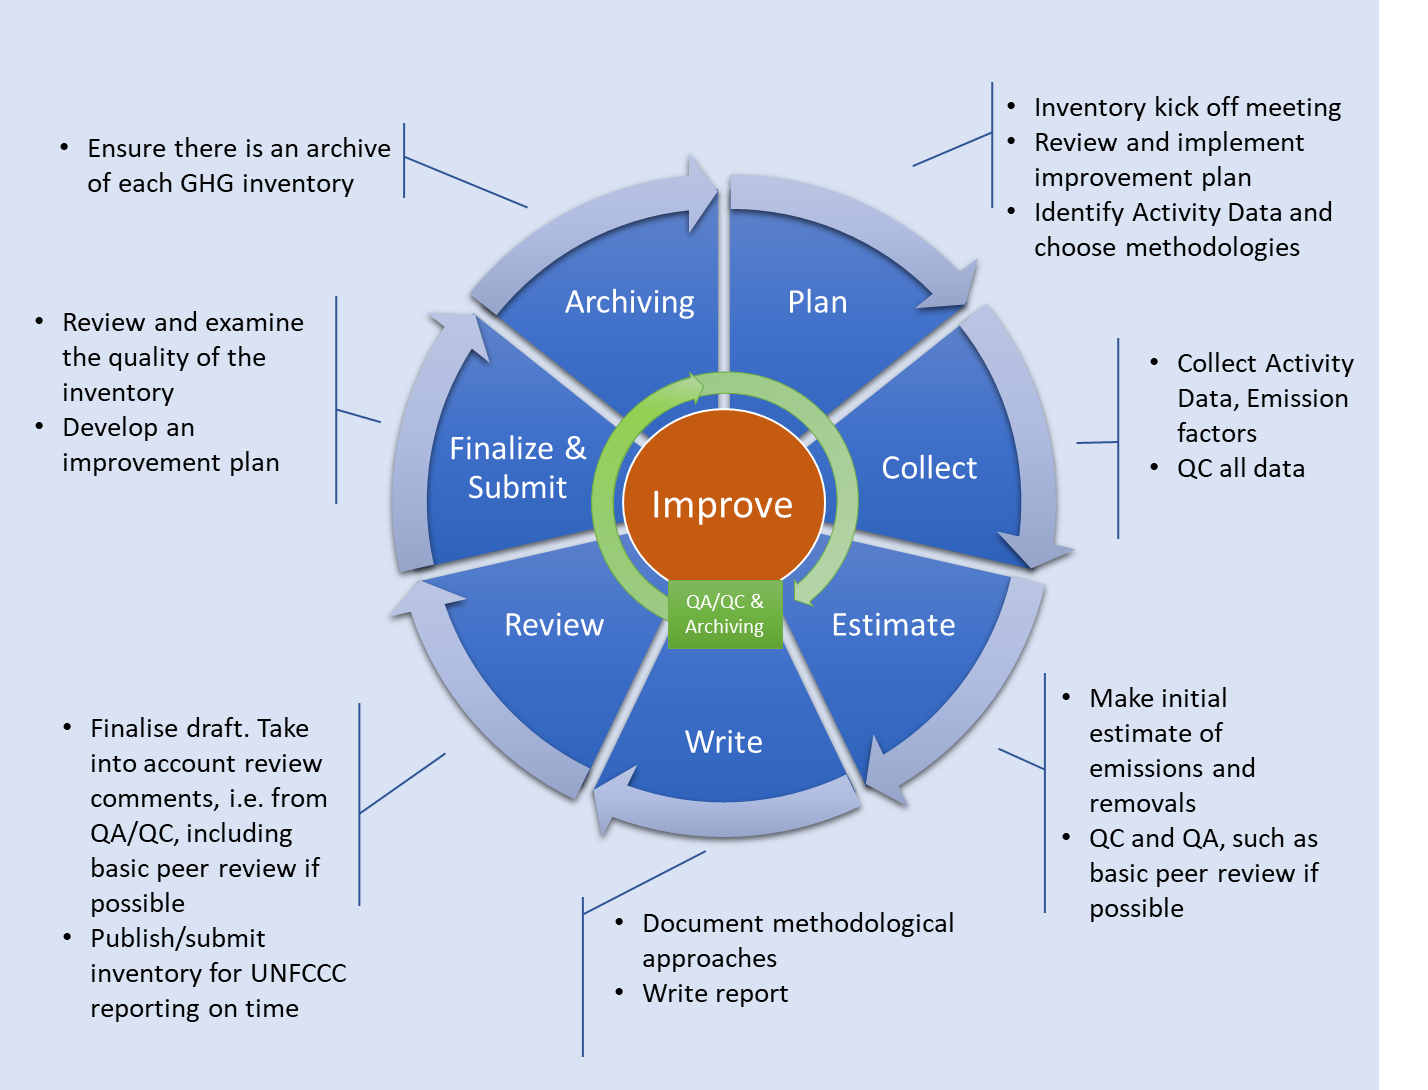 • Inventory kick off meeting
• Review and implement
improvement plan
• Identify Activity Data and
choose methodologies
• Ensure there is an archive
of each GHG inventory
Archiving
Plan
• Review and examine
the quality of the
inventory
• Develop an
improvement plan
• Collect Activity
Data, Emission
factors
• QC all data
Finalize &
Submit
Collect
Improve
QA/QC &
Archiving
Review
Estimate
Write
• Make initial
estimate of
emissions and
removals
• QC and QA, such as
basic peer review if
possible
• Finalise draft. Take
into account review
comments, i.e. from
QA/QC, including
basic peer review if
possible
• Publish/submit
inventory for UNFCCC
reporting on time
• Document methodological
approaches
• Write report